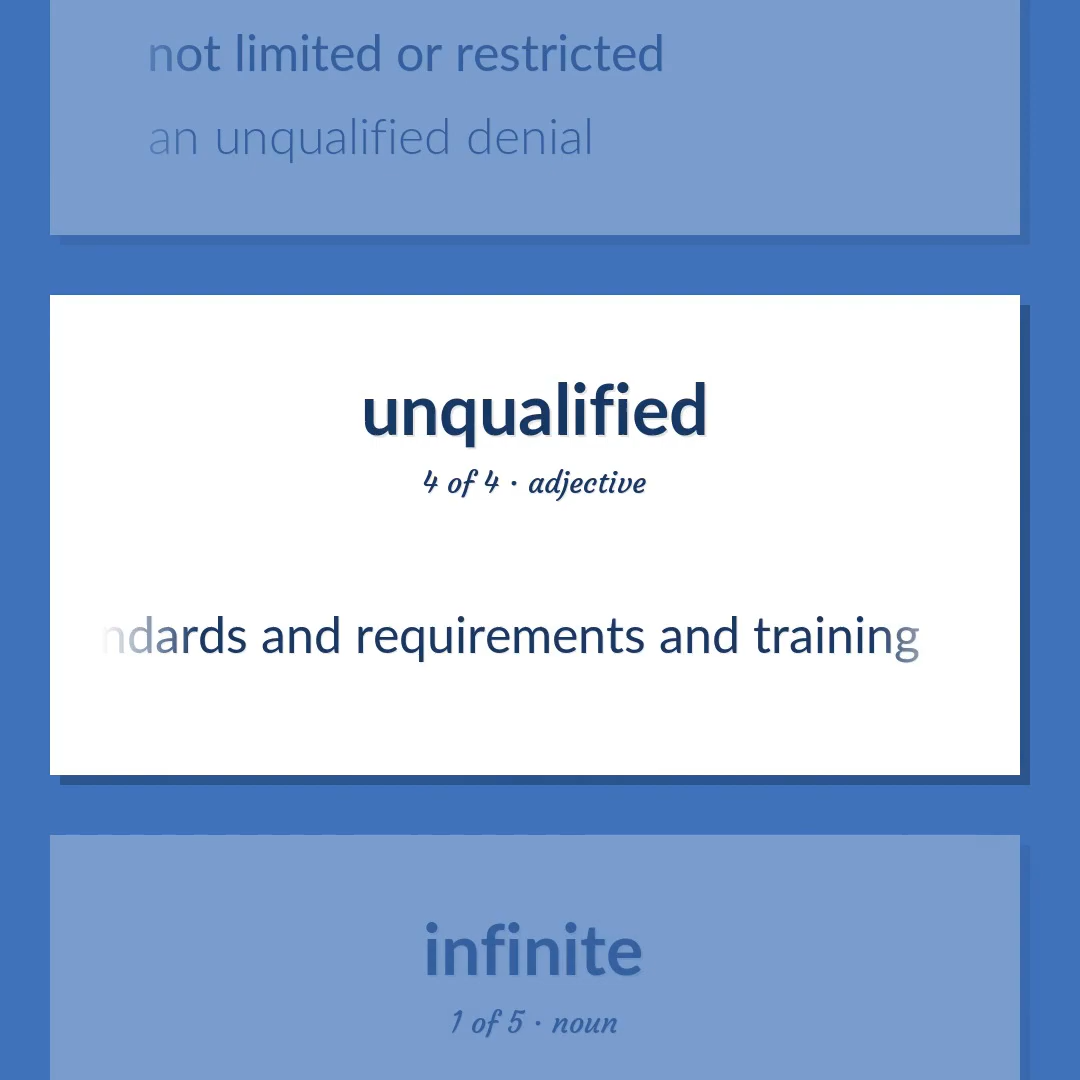 not limited or restricted
an unqualified denial
unqualified
4 of 4 · adjective
ndards and requirements and training
infinite
1 of 5 · noun